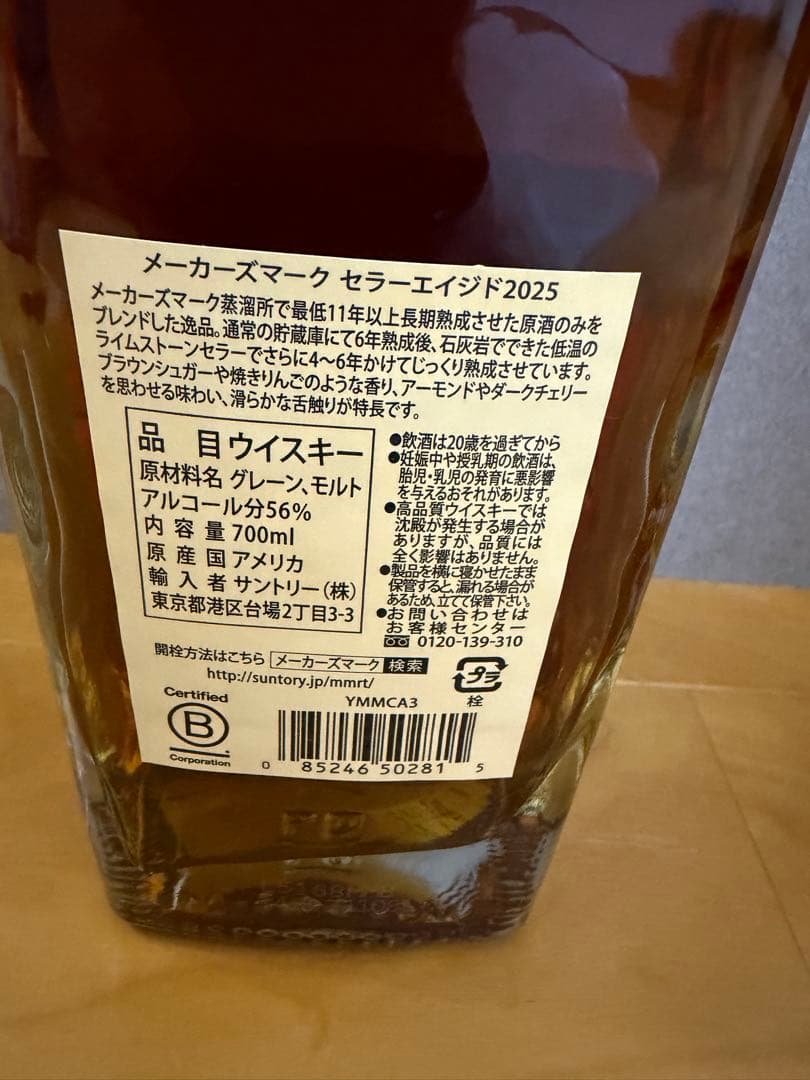 メーカーズマーク セラーエイジド2025
メーカーズマーク蒸溜所で最低11年以上長期熟成させた原酒のみを
ブレンドした逸品。通常の貯蔵庫にて6年熟成後、石灰岩でできた低温の
ライムストーンセラーでさらに4〜6年かけてじっくり熟成させています。
ブラウンシュガーや焼きりんごのような香り、アーモンドやダークチェリー
を思わせる味わい、滑らかな舌触りが特長です。
品 目 ウイスキー
原材料名 グレーン、モルト
アルコール分56%
内容量 700ml
原産国 アメリカ
輸入者 サントリー(株)
東京都港区台場2丁目3-3
●飲酒は20歳を過ぎてから
●妊娠中や授乳期の飲酒は、
胎児・乳児の発育に悪影響
を与えるおそれがあります。
●高品質ウイスキーでは
沈殿が発生する場合が
ありますが、品質には
全く影響はありません。
●製品を横に寝かせたまま
保管すると、漏れる場合が
あるため、立てて保管下さい。
●お問い合わせは
お客様センター
0120-139-310
開栓方法はこちら メーカーズマーク 検索
http://suntory.jp/mmrt/
プラ
栓
YMMCA3
Certified
B
Corporation
0 85246 50281 5